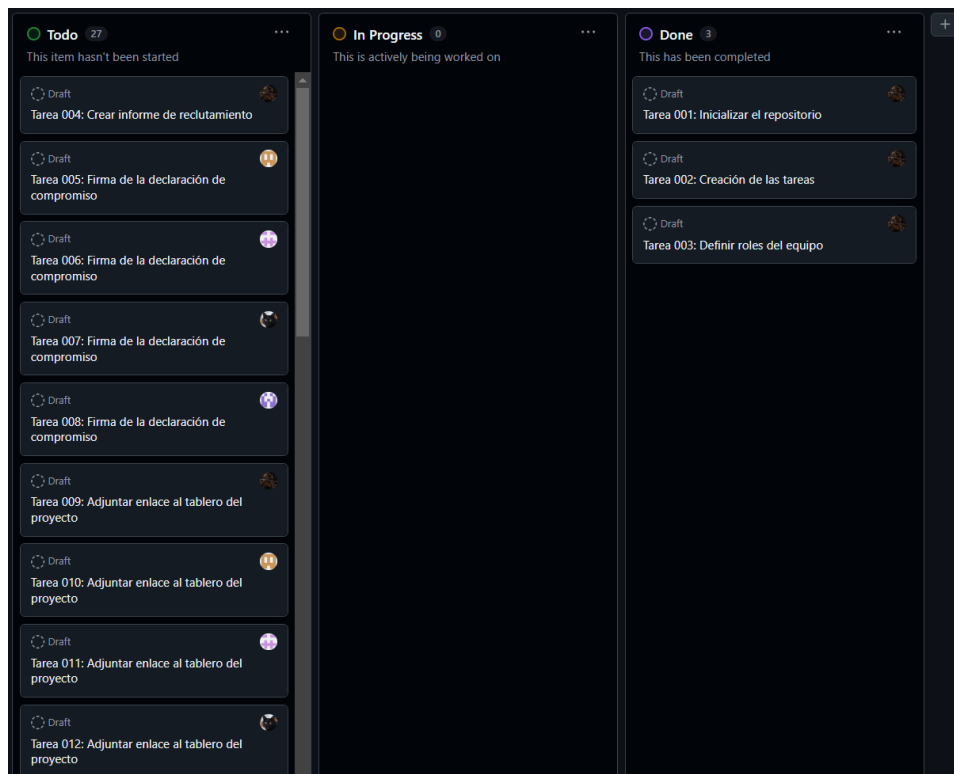 Todo 27
This item hasn't been started
Draft
Tarea 004: Crear informe de reclutamiento
Draft
Tarea 005: Firma de la declaración de
compromiso
Draft
Tarea 006: Firma de la declaración de
compromiso
Draft
Tarea 007: Firma de la declaración de
compromiso
Draft
Tarea 008: Firma de la declaración de
compromiso
Draft
Tarea 009: Adjuntar enlace al tablero del
proyecto
Draft
Tarea 010: Adjuntar enlace al tablero del
proyecto
Draft
Tarea 011: Adjuntar enlace al tablero del
proyecto
Draft
Tarea 012: Adjuntar enlace al tablero del
proyecto
In Progress 0
This is actively being worked on
Done 3
This has been completed
Draft
Tarea 001: Inicializar el repositorio
Draft
Tarea 002: Creación de las tareas
Draft
Tarea 003: Definir roles del equipo